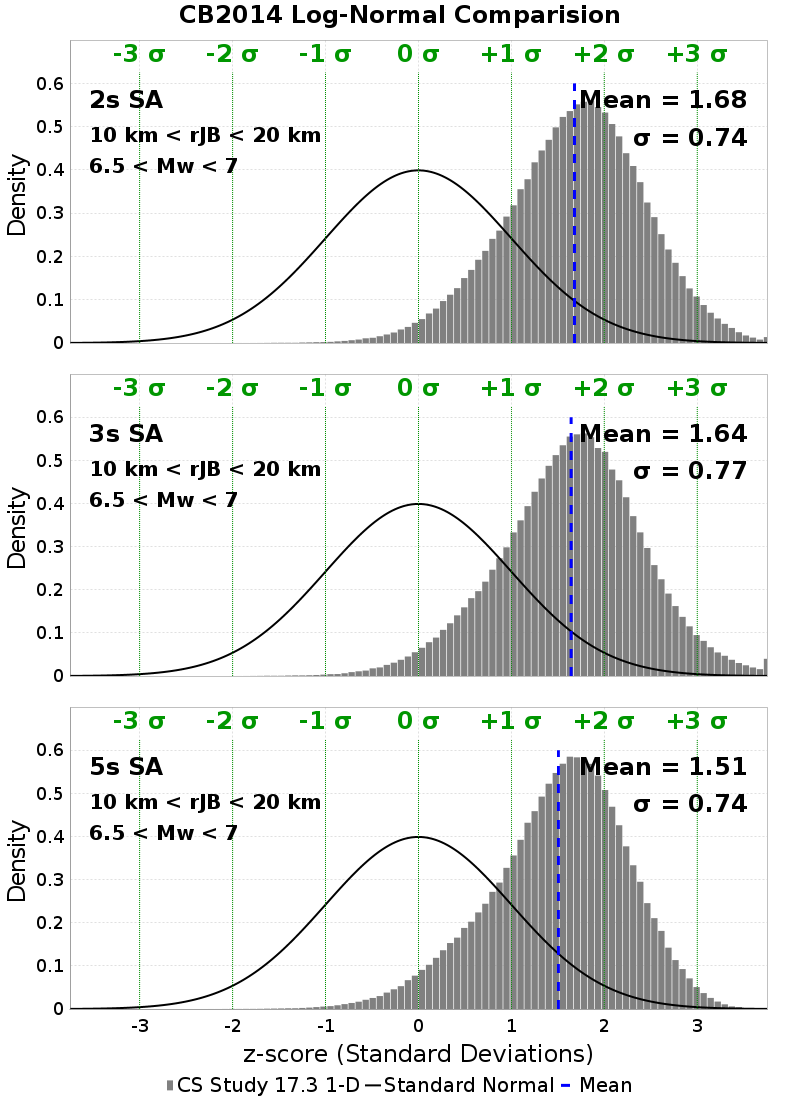 CB2014 Log-Normal Comparision
-3 σ -2 σ -1 σ 0 σ +1 σ +2 σ +3 σ
0.6
2s SA Mean = 1.68
0.5
10 km < rJB < 20 km σ = 0.74
6.5 < Mw < 7
0.4
0.3
0.2
0.1
0
Density
-3 σ -2 σ -1 σ 0 σ +1 σ +2 σ +3 σ
0.6
3s SA Mean = 1.64
0.5
10 km < rJB < 20 km σ = 0.77
6.5 < Mw < 7
0.4
0.3
0.2
0.1
0
Density
-3 σ -2 σ -1 σ 0 σ +1 σ +2 σ +3 σ
0.6
5s SA Mean = 1.51
0.5
10 km < rJB < 20 km σ = 0.74
6.5 < Mw < 7
0.4
0.3
0.2
0.1
0
Density
-3 -2 -1 0 1 2 3
z-score (Standard Deviations)
CS Study 17.3 1-D Standard Normal Mean